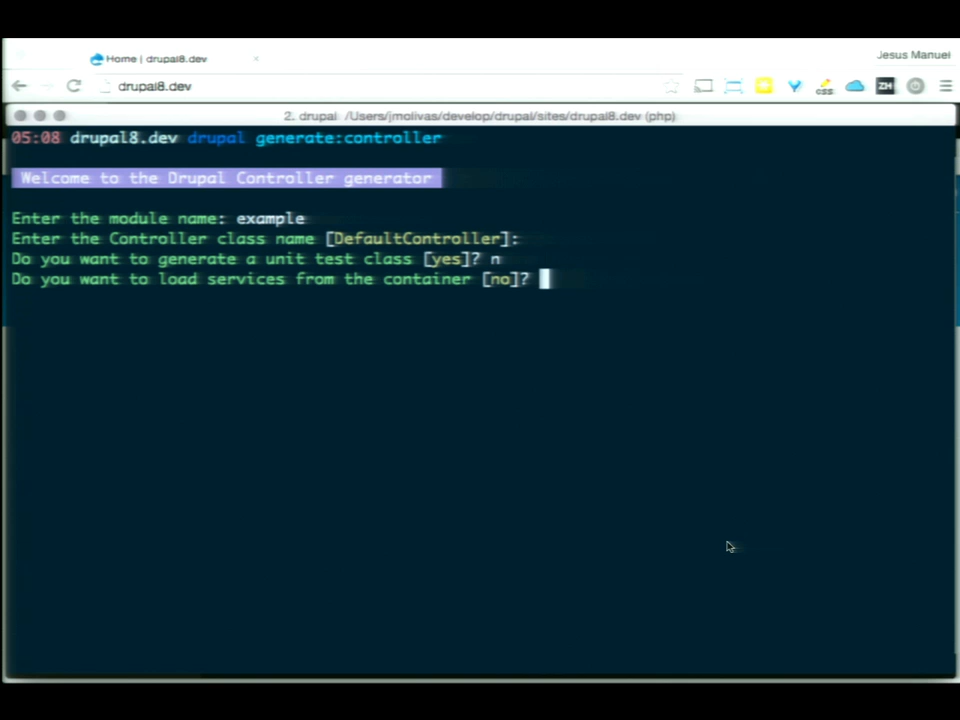 Home | drupal8.dev
Jesus Manuel
drupal8.dev
css
ZH
2. drupal /Users/jmolivas/develop/drupal/sites/drupal8.dev (php)
05:08 drupal8.dev drupal generate:controller
Welcome to the Drupal Controller generator
Enter the module name: example
Enter the Controller class name [DefaultController]:
Do you want to generate a unit test class [yes]? n
Do you want to load services from the container [no]?